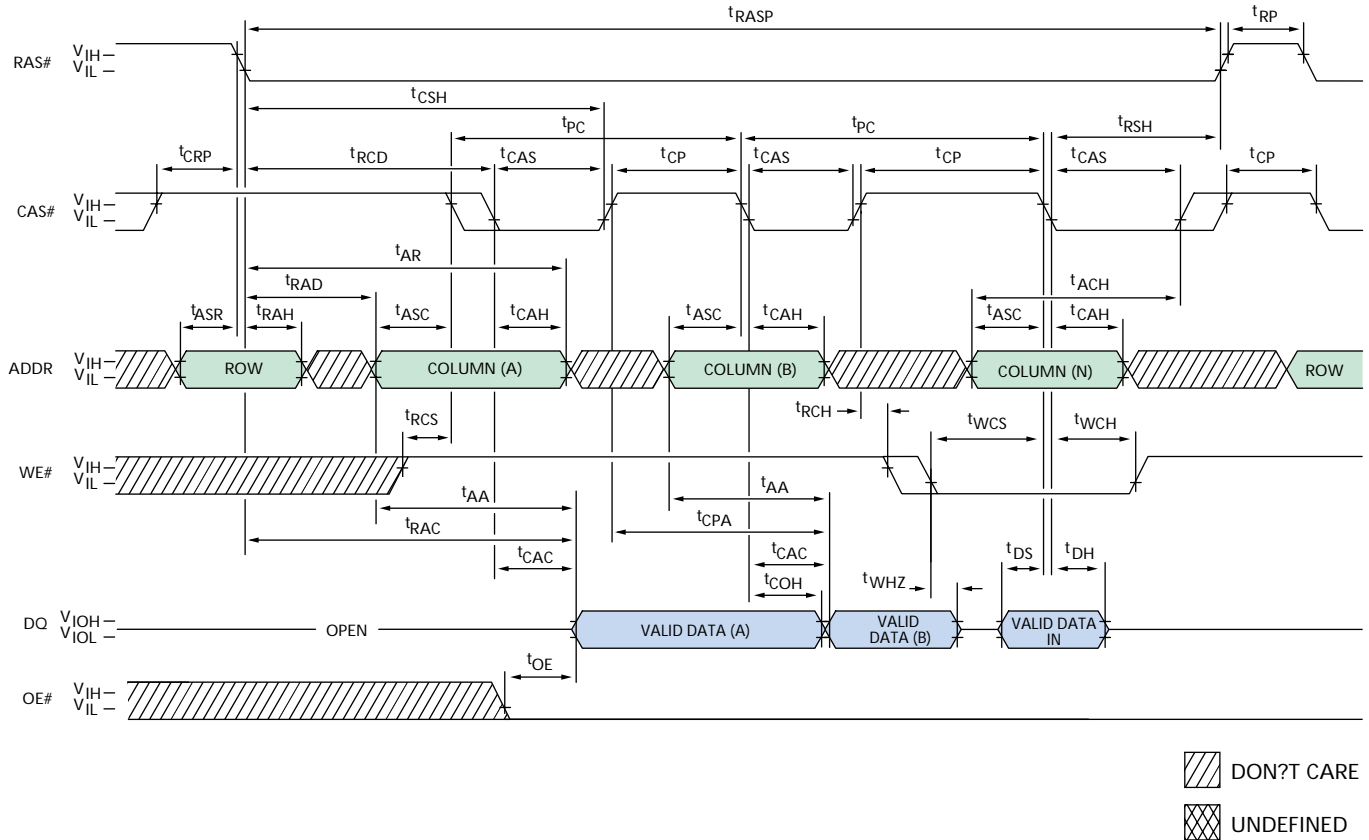 tRASP tRP
RAS# VIH VIL
tCSH
tPC tPC tRSH
tCRP tRCD tCAS tCP tCAS tCP tCAS tCP
CAS# VIH VIL
tAR
tRAD tACH
tASR tRAH tASC tCAH tASC tCAH tASC tCAH
ADDR VIH VIL ROW COLUMN (A) COLUMN (B) COLUMN (N) ROW
tRCH
tRCS tWCS tWCH
WE# VIH VIL
tAA tAA
tRAC tCPA
tCAC tCAC tDS tDH
tCOH tWHZ
DQ VIOH VIOL OPEN VALID DATA (A) VALID DATA (B) VALID DATA IN
tOE
OE# VIH VIL
DON?T CARE
UNDEFINED